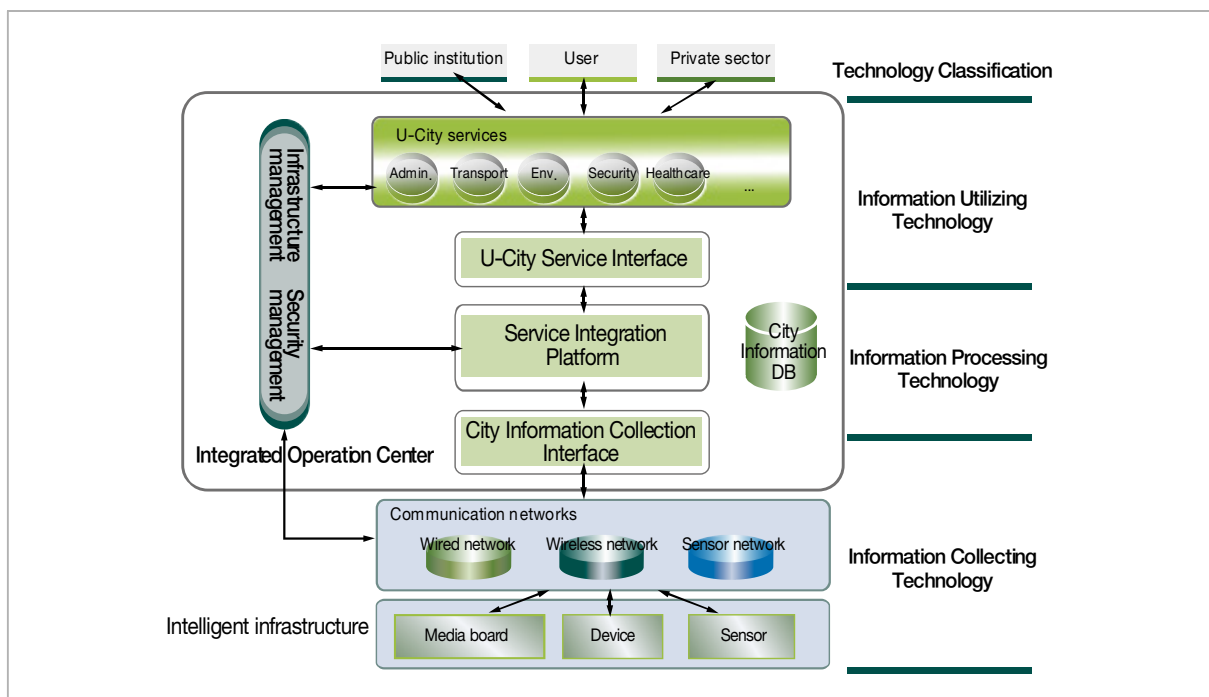 Public institution
User
Private sector
Technology Classification
U-City services
Admin.
Transport
Env.
Security
Healthcare
...
Infrastructure
management
Security
management
Information Utilizing
Technology
U-City Service Interface
Service Integration
Platform
City
Information
DB
Information Processing
Technology
City Information Collection
Interface
Integrated Operation Center
Communication networks
Wired network
Wireless network
Sensor network
Information Collecting
Technology
Intelligent infrastructure
Media board
Device
Sensor